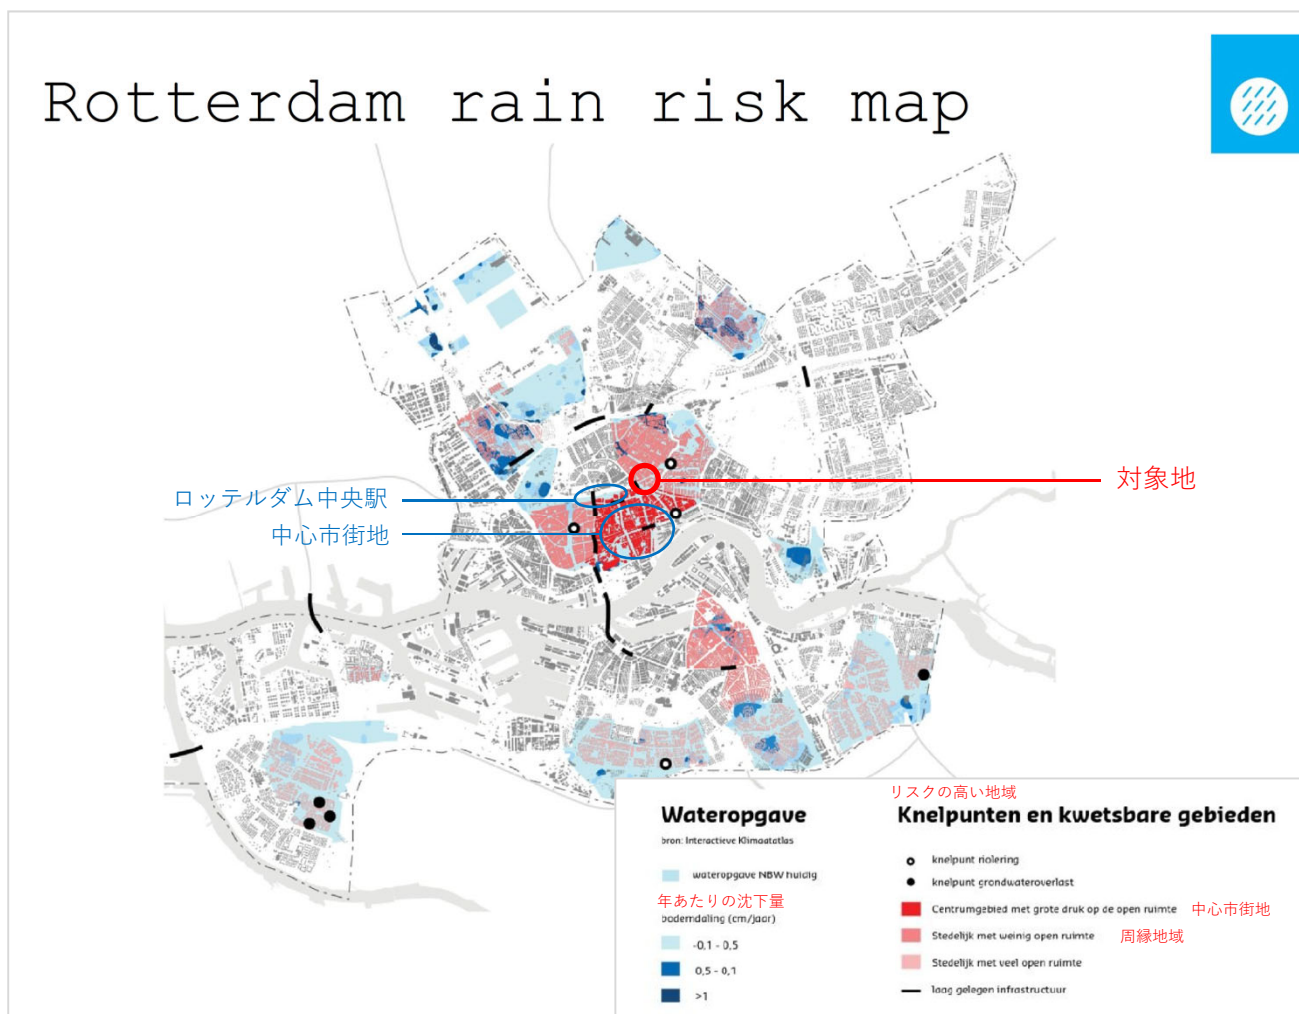 Rotterdam rain risk map
対象地
ロッテルダム中央駅
中心市街地
リスクの高い地域
Wateropgave
Knelpunten en kwetsbare gebieden
bron: Interactieve Klimaatatlas
knelpunt riolering
wateropgave NBW huidig
knelpunt grondwateroverlast
年あたりの沈下量
Centrumgebied met grote druk op de open ruimte 中心市街地
bodemdaling (cm/jaar)
Stedelijk met weinig open ruimte 周縁地域
-0,1 - 0,5
Stedelijk met veel open ruimte
0,5 - 0,1
laag gelegen infrastructuur
>1